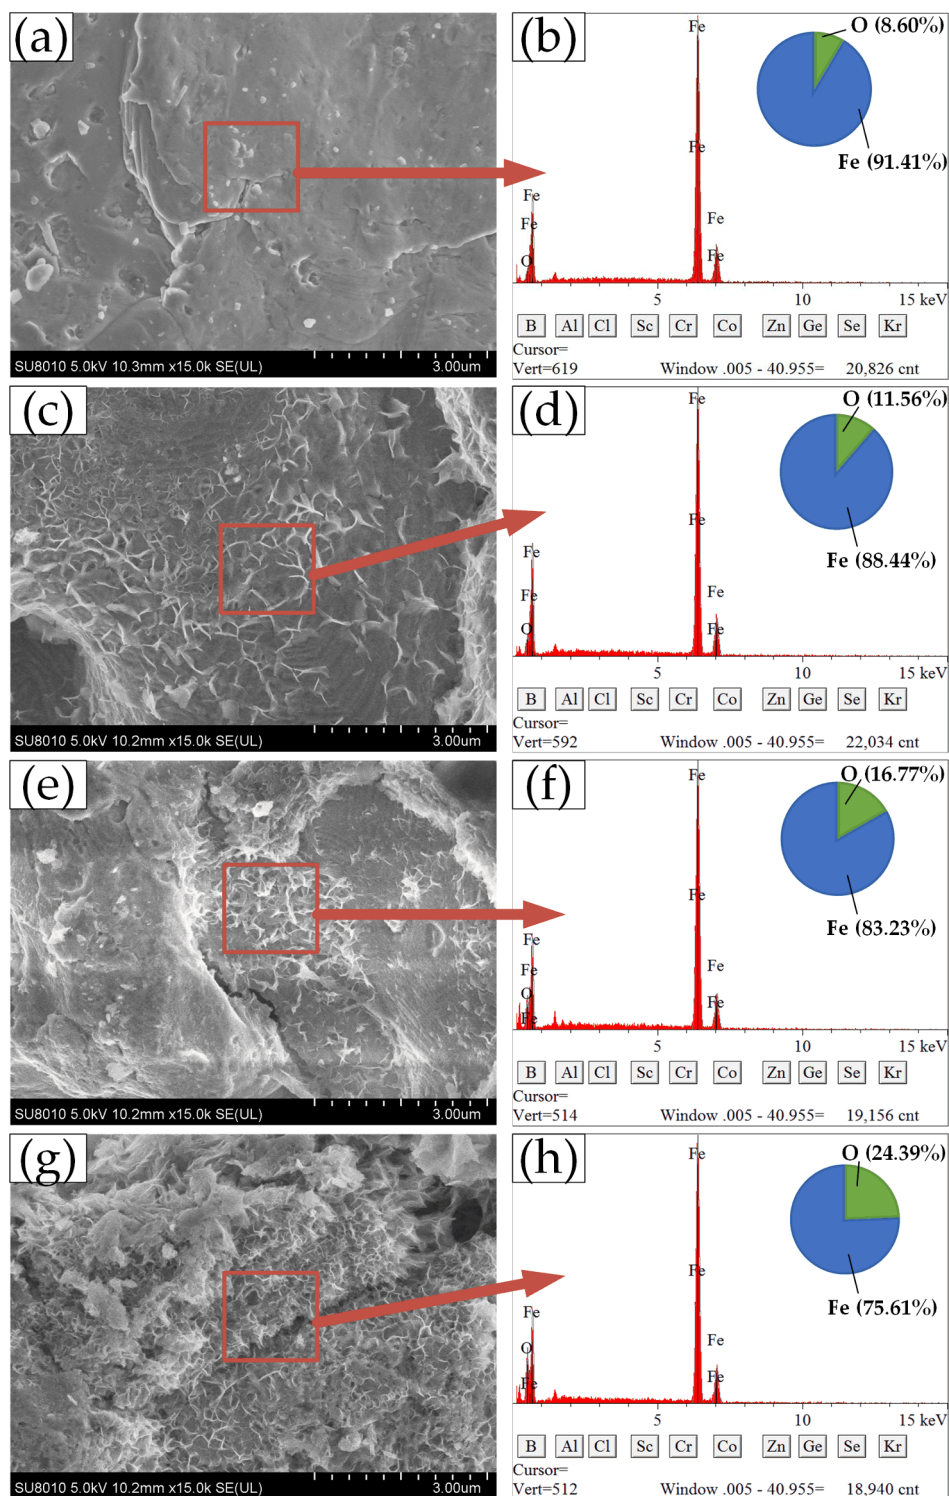 (a)
SU8010 5.0kV 10.3mm x15.0k SE(UL) 3.00um
(b)
O (8.60%)
Fe (91.41%)
Fe
Fe
Fe
Fe
Fe
Fe
O
5 10 15 keV
B Al Cl Sc Cr Co Zn Ge Se Kr
Cursor=
Vert=619 Window .005 - 40.955= 20,826 cnt
(c)
SU8010 5.0kV 10.2mm x15.0k SE(UL) 3.00um
(d)
O (11.56%)
Fe (88.44%)
Fe
Fe
Fe
Fe
Fe
Fe
O
5 10 15 keV
B Al Cl Sc Cr Co Zn Ge Se Kr
Cursor=
Vert=592 Window .005 - 40.955= 22,034 cnt
(e)
SU8010 5.0kV 10.2mm x15.0k SE(UL) 3.00um
(f)
O (16.77%)
Fe (83.23%)
Fe
Fe
Fe
Fe
Fe
Fe
O
Fe
5 10 15 keV
B Al Cl Sc Cr Co Zn Ge Se Kr
Cursor=
Vert=514 Window .005 - 40.955= 19,156 cnt
(g)
SU8010 5.0kV 10.2mm x15.0k SE(UL) 3.00um
(h)
O (24.39%)
Fe (75.61%)
Fe
Fe
Fe
Fe
O
Fe
Fe
5 10 15 keV
B Al Cl Sc Cr Co Zn Ge Se Kr
Cursor=
Vert=512 Window .005 - 40.955= 18,940 cnt